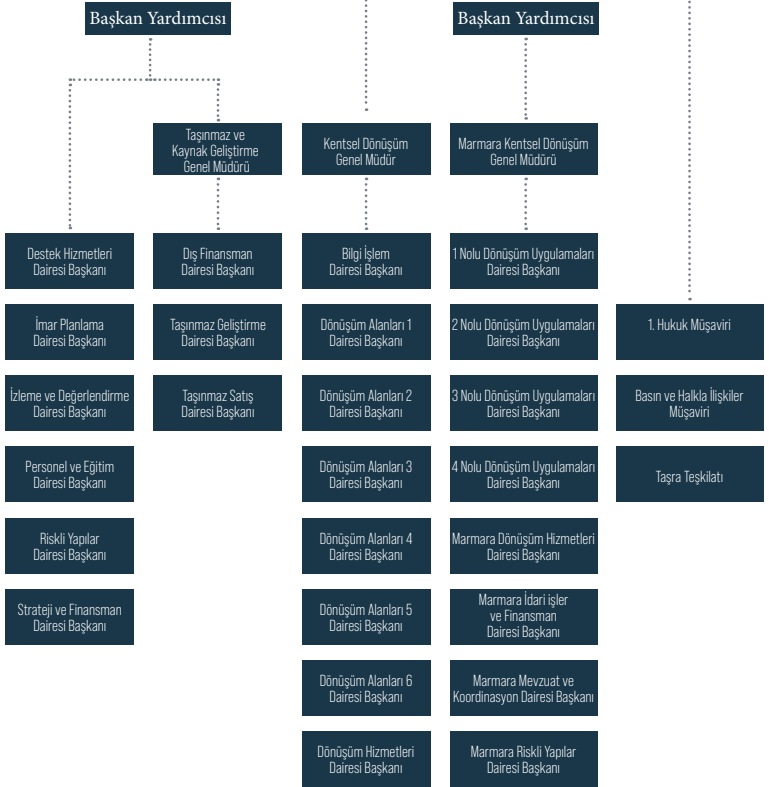 Başkan Yardımcısı
Başkan Yardımcısı
Taşınmaz ve
Kaynak Geliştirme
Genel Müdürü
Kentsel Dönüşüm
Genel Müdür
Marmara Kentsel Dönüşüm
Genel Müdürü
Destek Hizmetleri
Dairesi Başkanı
İmar Planlama
Dairesi Başkanı
İzleme ve Değerlendirme
Dairesi Başkanı
Personel ve Eğitim
Dairesi Başkanı
Riskli Yapılar
Dairesi Başkanı
Strateji ve Finansman
Dairesi Başkanı
Dış Finansman
Dairesi Başkanı
Taşınmaz Geliştirme
Dairesi Başkanı
Taşınmaz Satış
Dairesi Başkanı
Bilgi İşlem
Dairesi Başkanı
Dönüşüm Alanları 1
Dairesi Başkanı
Dönüşüm Alanları 2
Dairesi Başkanı
Dönüşüm Alanları 3
Dairesi Başkanı
Dönüşüm Alanları 4
Dairesi Başkanı
Dönüşüm Alanları 5
Dairesi Başkanı
Dönüşüm Alanları 6
Dairesi Başkanı
Dönüşüm Hizmetleri
Dairesi Başkanı
1 Nolu Dönüşüm Uygulamaları
Dairesi Başkanı
2 Nolu Dönüşüm Uygulamaları
Dairesi Başkanı
3 Nolu Dönüşüm Uygulamaları
Dairesi Başkanı
4 Nolu Dönüşüm Uygulamaları
Dairesi Başkanı
Marmara Dönüşüm Hizmetleri
Dairesi Başkanı
Marmara İdari işler
ve Finansman
Dairesi Başkanı
Marmara Mevzuat ve
Koordinasyon Dairesi Başkanı
Marmara Riskli Yapılar
Dairesi Başkanı
1. Hukuk Müşaviri
Basın ve Halkla İlişkiler
Müşaviri
Taşra Teşkilatı